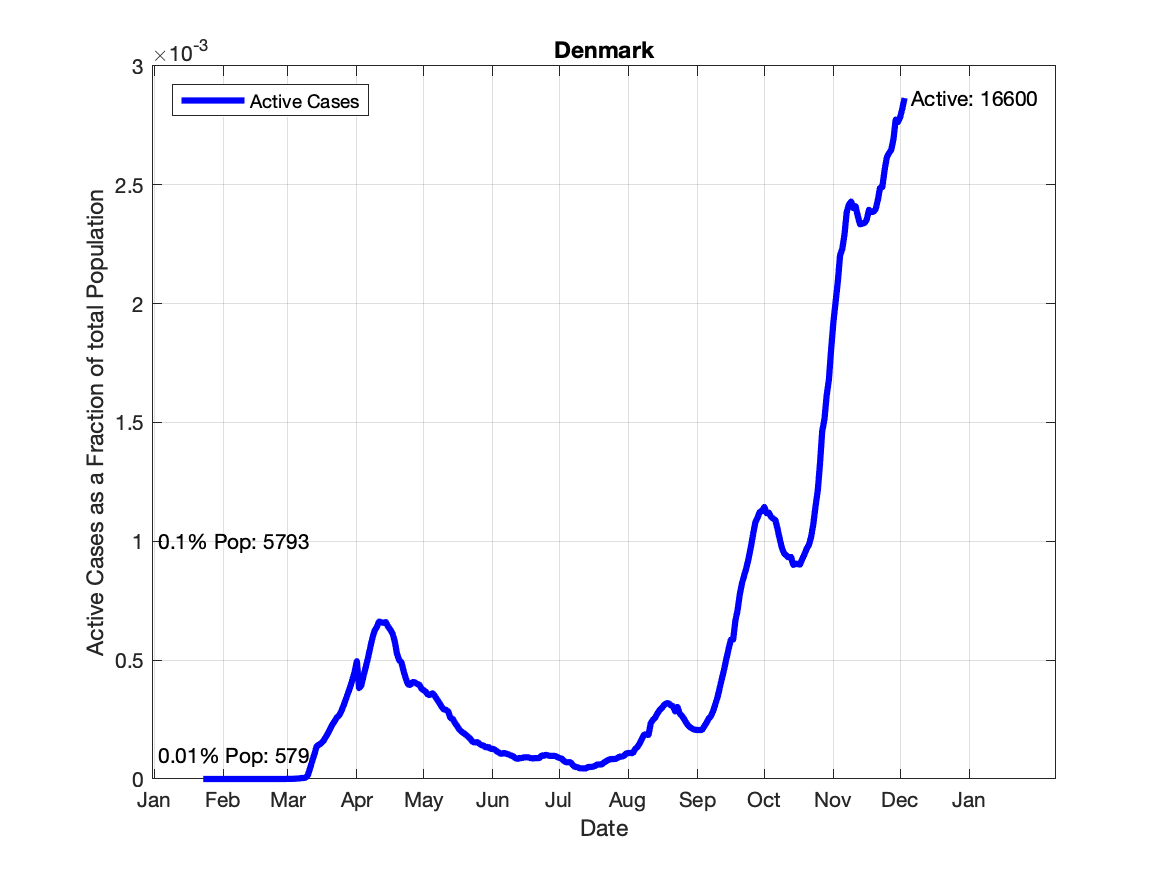 Denmark
×10-3
3
2.5
2
1.5
1
0.5
0
Active Cases as a Fraction of total Population
Active Cases
Active: 16600
0.1% Pop: 5793
0.01% Pop: 579
Jan Feb Mar Apr May Jun Jul Aug Sep Oct Nov Dec Jan
Date